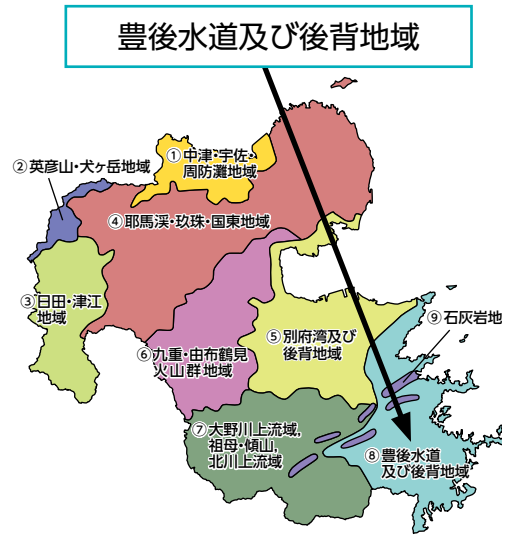 豊後水道及び後背地域
①中津・宇佐・
周防灘地域
②英彦山・犬ヶ岳地域
④耶馬渓・玖珠・国東地域
③日田・津江
地域
⑨石灰岩地
⑤別府湾及び
後背地域
⑥九重・由布鶴見
火山群地域
⑦大野川上流域,
祖母・傾山,
北川上流域
⑧豊後水道
及び後背地域